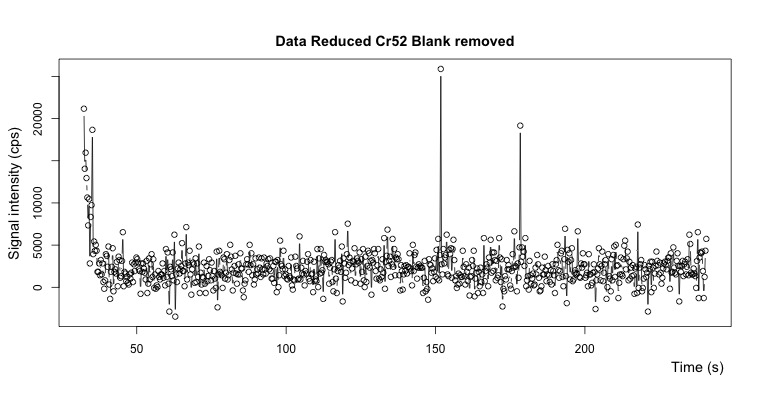 Data Reduced Cr52 Blank removed
Signal intensity (cps)
20000
10000
5000
0
50
100
150
200
Time (s)